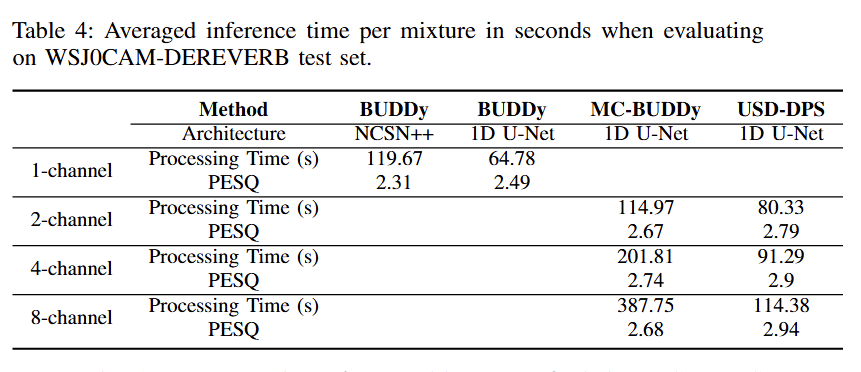 Table 4: Averaged inference time per mixture in seconds when evaluating
on WSJ0CAM-DEREVERB test set.
Method BUDDy BUDDy MC-BUDDy USD-DPS
Architecture NCSN++ 1D U-Net 1D U-Net 1D U-Net
1-channel
Processing Time (s) 119.67 64.78
PESQ 2.31 2.49
2-channel
Processing Time (s) 114.97 80.33
PESQ 2.67 2.79
4-channel
Processing Time (s) 201.81 91.29
PESQ 2.74 2.9
8-channel
Processing Time (s) 387.75 114.38
PESQ 2.68 2.94